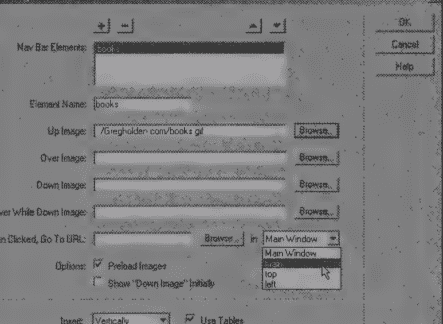 OK
Cancel
Help
Nav Bar Elements: books
Element Name: books
Up Image: /Gregholden com/books gif Browse...
Over Image: Browse...
Down Image: Browse...
While Down Image: Browse...
Clicked, Go To URL: Browse... in Main Window
Main Window
top
left
Options: Preload Images
Show "Down Image" Initially
Insert: Vertically Use Tables